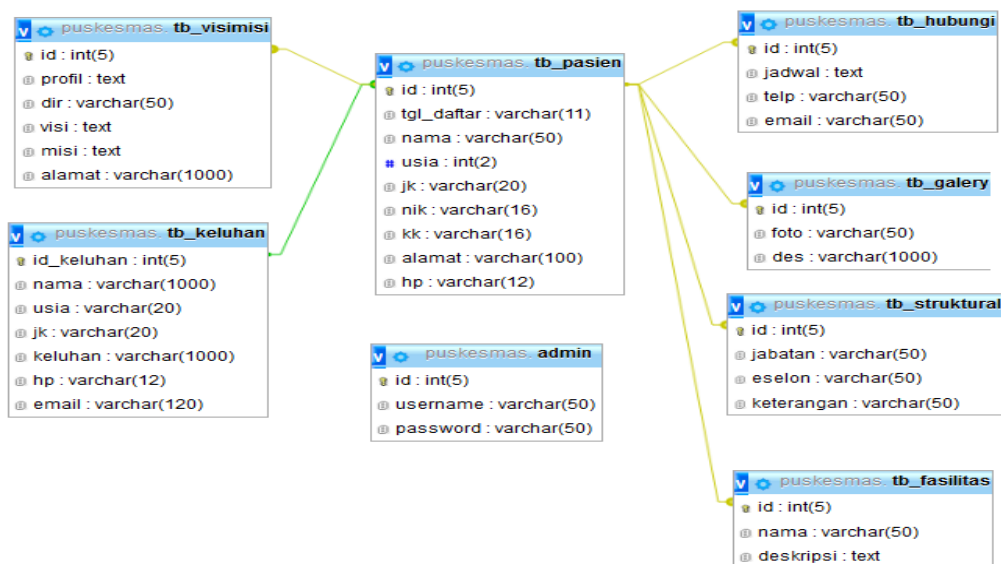 puskesmas. tb_visimisi
id : int(5)
profil : text
dir : varchar(50)
visi : text
misi : text
alamat : varchar(1000)
puskesmas. tb_keluhan
id_keluhan : int(5)
nama : varchar(1000)
usia : varchar(20)
jk : varchar(20)
keluhan : varchar(1000)
hp : varchar(12)
email : varchar(120)
puskesmas. tb_pasien
id : int(5)
tgl_daftar : varchar(11)
nama : varchar(50)
# usia : int(2)
jk : varchar(20)
nik : varchar(16)
kk : varchar(16)
alamat : varchar(100)
hp : varchar(12)
puskesmas. admin
id : int(5)
username : varchar(50)
password : varchar(50)
puskesmas. tb_hubungi
id : int(5)
jadwal : text
telp : varchar(50)
email : varchar(50)
puskesmas. tb_galery
id : int(5)
foto : varchar(50)
des : varchar(1000)
puskesmas. tb_struktural
id : int(5)
jabatan : varchar(50)
eselon : varchar(50)
keterangan : varchar(50)
puskesmas. tb_fasilitas
id : int(5)
nama : varchar(50)
deskripsi : text